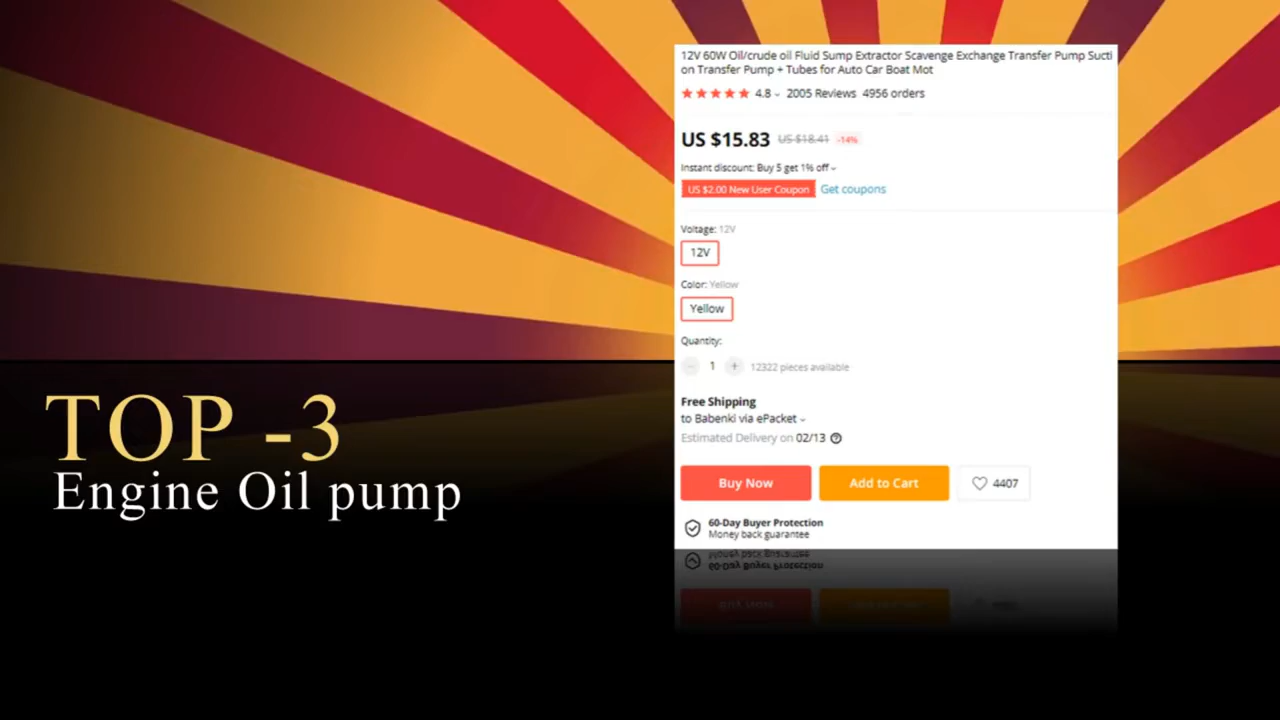 TOP -3
Engine Oil pump
12V 60W Oil/crude oil Fluid Sump Extractor Scavenge Exchange Transfer Pump Sucti
on Transfer Pump + Tubes for Auto Car Boat Mot
4.8 2005 Reviews 4956 orders
US $15.83 US $18.41 -14%
Instant discount: Buy 5 get 1% off
US $2.00 New User Coupon Get coupons
Voltage: 12V
12V
Color: Yellow
Yellow
Quantity:
1 + 12322 pieces available
Free Shipping
to Babenki via ePacket
Estimated Delivery on 02/13
Buy Now Add to Cart 4407
60-Day Buyer Protection
Money back guarantee